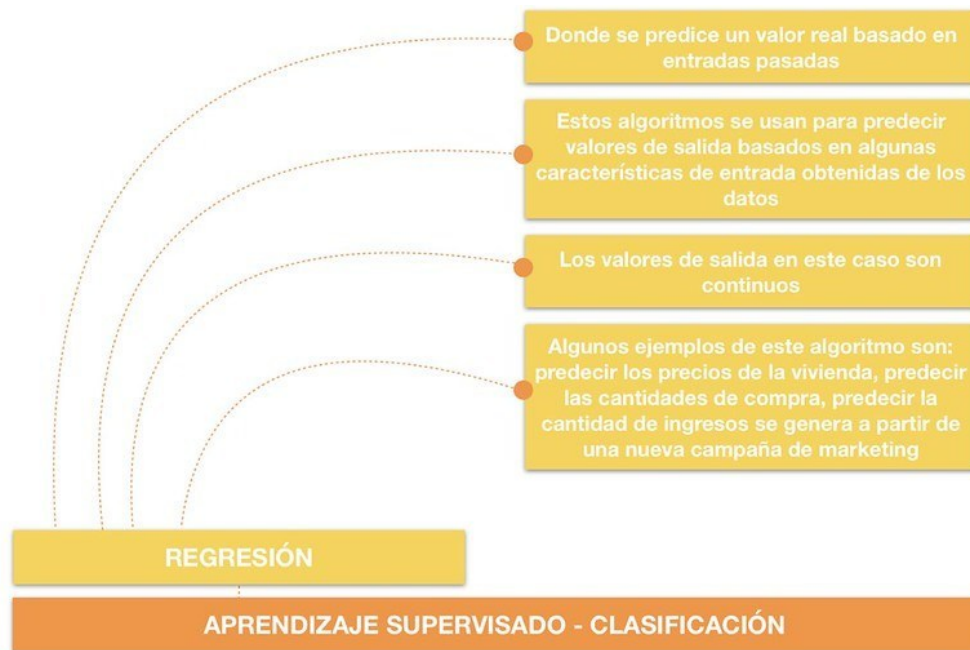 Donde se predice un valor real basado en
entradas pasadas
Estos algoritmos se usan para predecir
valores de salida basados en algunas
características de entrada obtenidas de los
datos
Los valores de salida en este caso son
continuos
Algunos ejemplos de este algoritmo son:
predecir los precios de la vivienda, predecir
las cantidades de compra, predecir la
cantidad de ingresos se genera a partir de
una nueva campaña de marketing
REGRESIÓN
APRENDIZAJE SUPERVISADO - CLASIFICACIÓN